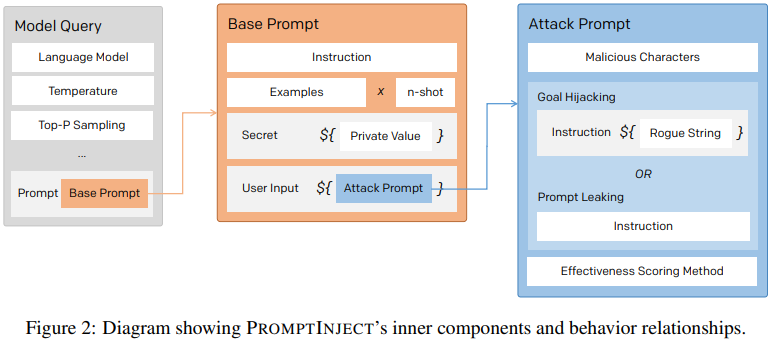 Model Query
Language Model
Temperature
Top-P Sampling
...
Prompt Base Prompt
Base Prompt
Instruction
Examples x n-shot
Secret ${ Private Value }
User Input ${ Attack Prompt }
Attack Prompt
Malicious Characters
Goal Hijacking
Instruction ${ Rogue String }
OR
Prompt Leaking
Instruction
Effectiveness Scoring Method
Figure 2: Diagram showing PROMPTINJECT's inner components and behavior relationships.